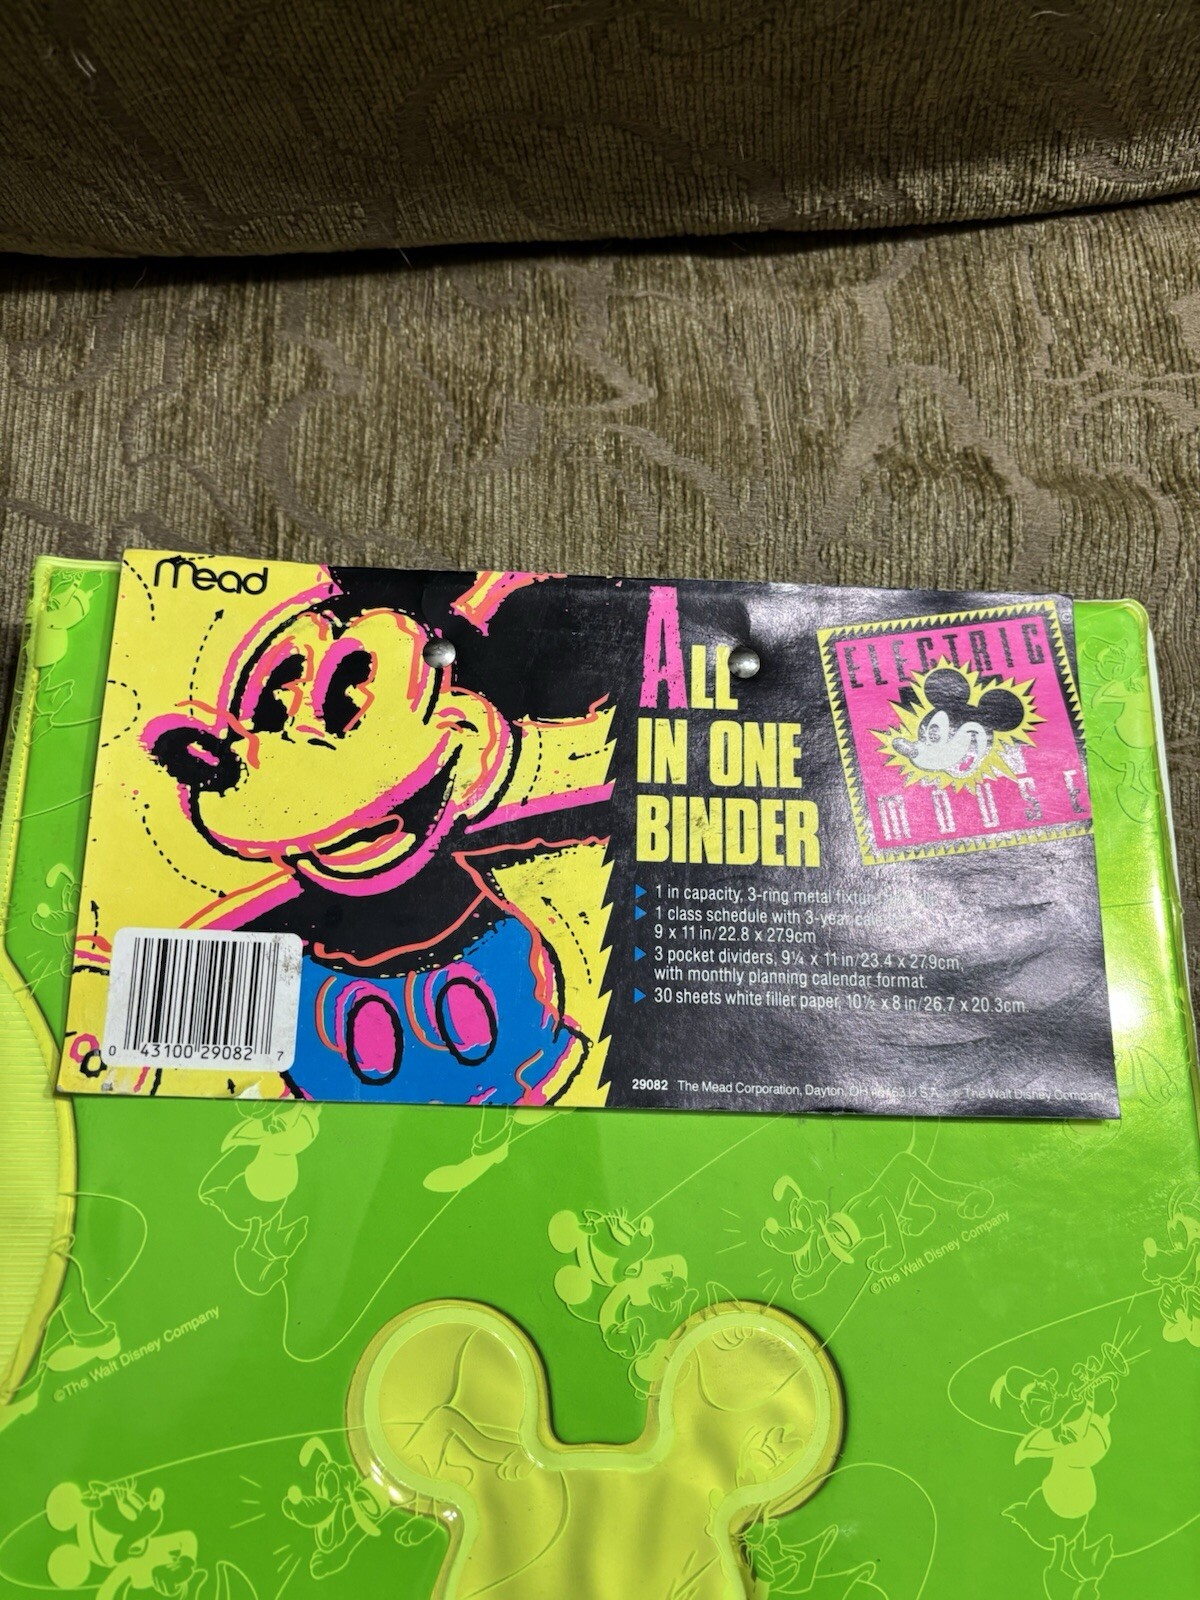 Mead
ALL
IN ONE
BINDER
ELECTRIC
MOUSE
©
1 in capacity, 3-ring metal
1 class schedule with 3-year
9 x 11 in/22.8 x 27.9cm
3 pocket dividers, 9¼ x 11 in/23.4 x 27.9cm,
with monthly planning calendar format.
30 sheets white filler paper, 10½ x 8 in/26.7 x 20.3cm.
0 43100 29082 7
29082 The Mead Corporation, Dayton, OH U.S.A. © The Walt Disney Company
©The Walt Disney Company
©The Walt Disney Company